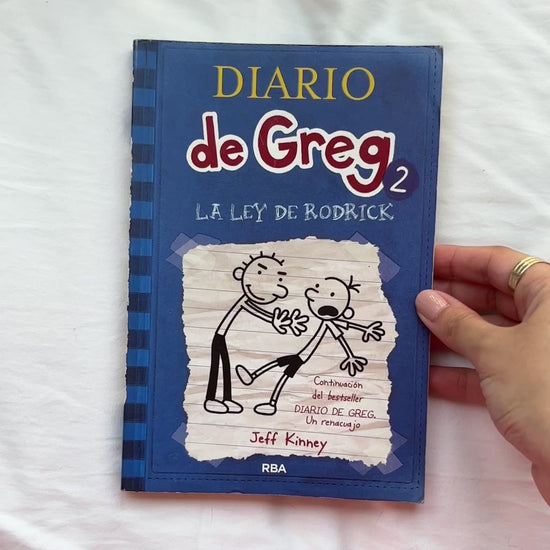 DIARIO
de Greg
2
LA LEY DE RODRICK
Continuación
del bestseller
DIARIO DE GREG.
Un renacuajo
Jeff Kinney
RBA